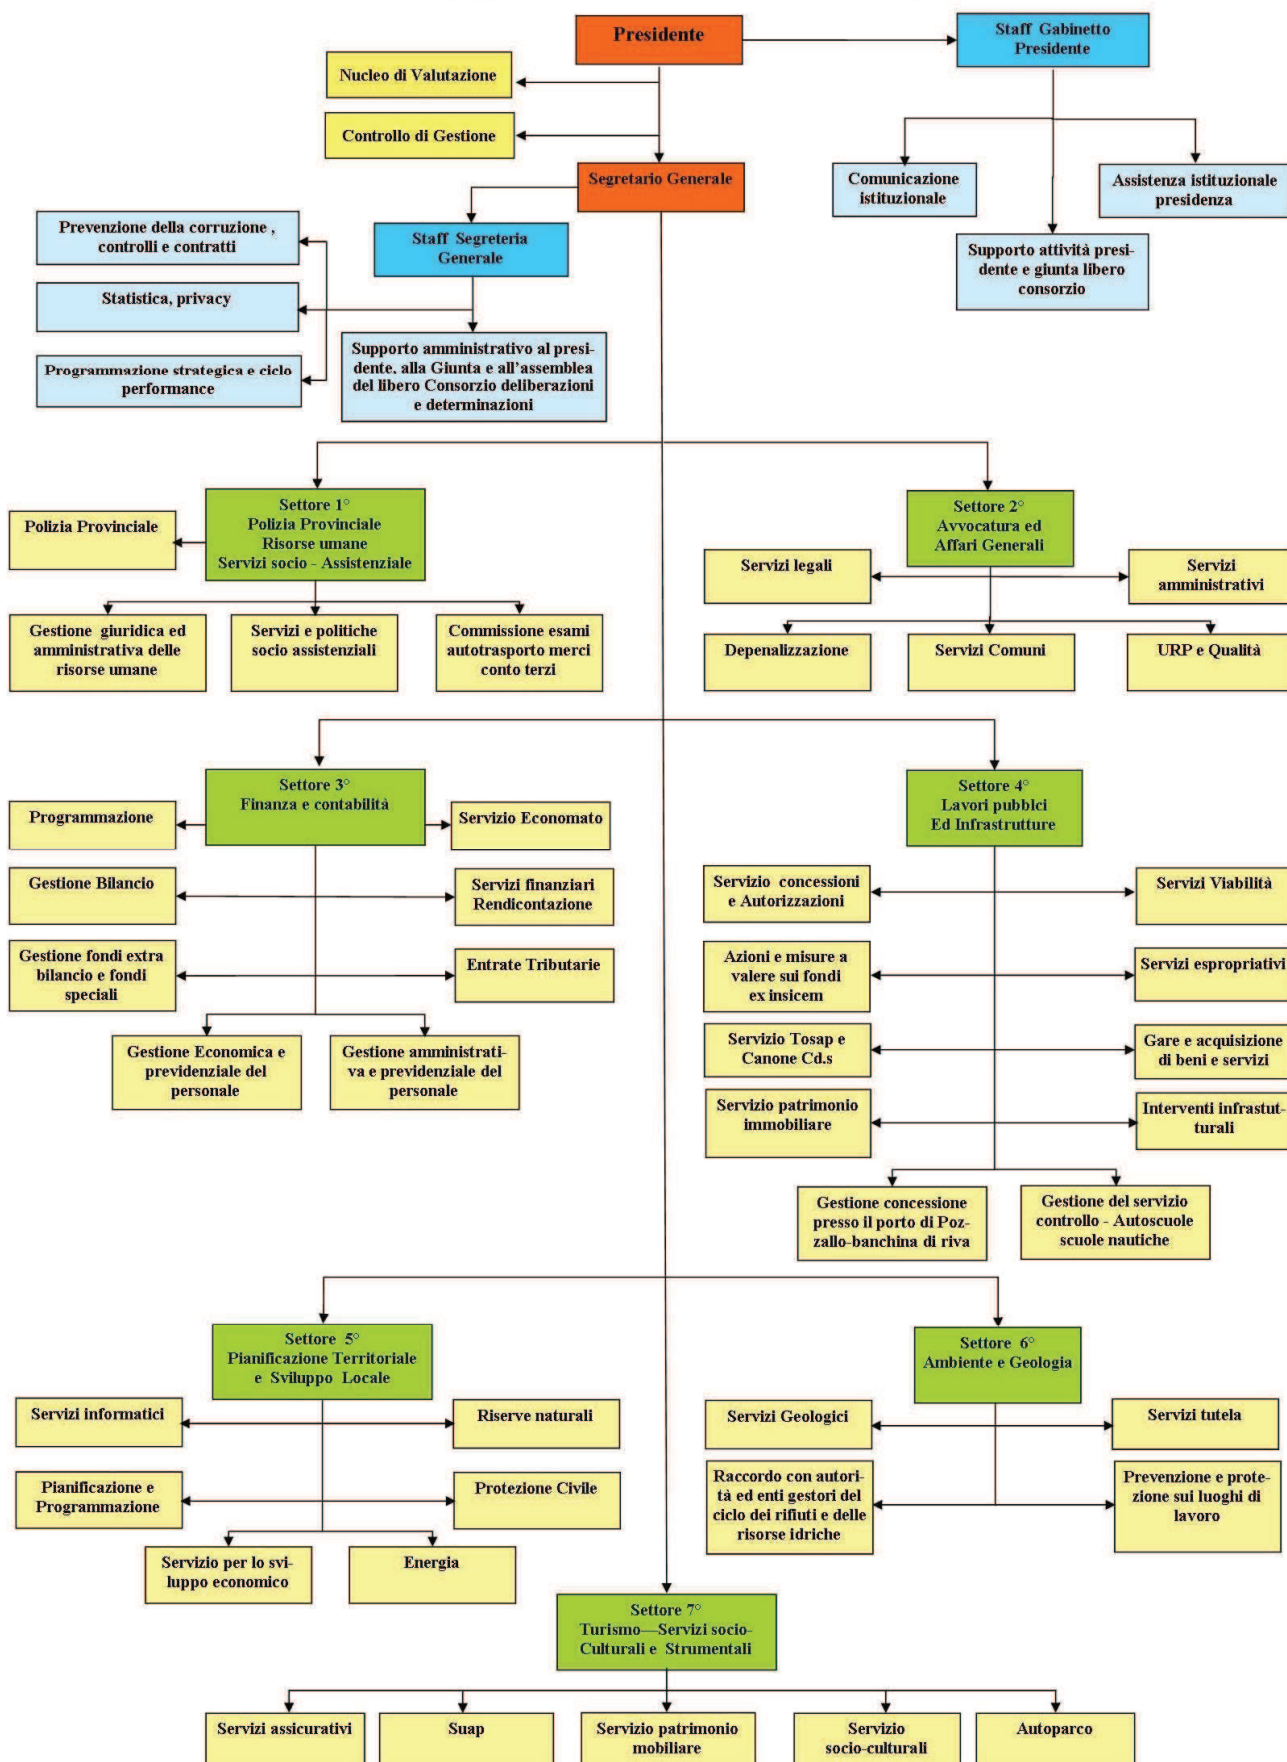 Presidente
Staff Gabinetto
Presidente
Nucleo di Valutazione
Controllo di Gestione
Segretario Generale
Comunicazione
istituzionale
Assistenza istituzionale
presidenza
Supporto attività presi-
dente e giunta libero
consorzio
Staff Segreteria
Generale
Prevenzione della corruzione ,
controlli e contratti
Statistica, privacy
Programmazione strategica e ciclo
performance
Supporto amministrativo al presi-
dente, alla Giunta e all'assemblea
del libero Consorzio deliberazioni
e determinazioni
Settore 1°
Polizia Provinciale
Risorse umane
Servizi socio - Assistenziale
Polizia Provinciale
Gestione giuridica ed
amministrativa delle
risorse umane
Servizi e politiche
socio assistenziali
Commissione esami
autotrasporto merci
conto terzi
Settore 2°
Avvocatura ed
Affari Generali
Servizi legali
Servizi
amministrativi
Depenalizzazione
Servizi Comuni
URP e Qualità
Settore 3°
Finanza e contabilità
Programmazione
Servizio Economato
Gestione Bilancio
Servizi finanziari
Rendicontazione
Gestione fondi extra
bilancio e fondi
speciali
Entrate Tributarie
Gestione Economica e
previdenziale del
personale
Gestione amministrati-
va e previdenziale del
personale
Settore 4°
Lavori pubblci
Ed Infrastrutture
Servizio concessioni
e Autorizzazioni
Servizi Viabilità
Azioni e misure a
valere sui fondi
ex insicem
Servizi espropriativi
Servizio Tosap e
Canone Cd.s
Gare e acquisizione
di beni e servizi
Servizio patrimonio
immobiliare
Interventi infrastut-
turali
Gestione concessione
presso il porto di Poz-
zallo-banchina di riva
Gestione del servizio
controllo - Autoscuole
scuole nautiche
Settore 5°
Pianificazione Territoriale
e Sviluppo Locale
Servizi informatici
Riserve naturali
Pianificazione e
Programmazione
Protezione Civile
Servizio per lo svi-
luppo economico
Energia
Settore 6°
Ambiente e Geologia
Servizi Geologici
Servizi tutela
Raccordo con autori-
tà ed enti gestori del
ciclo dei rifiuti e delle
risorse idriche
Prevenzione e prote-
zione sui luoghi di
lavoro
Settore 7°
Turismo—Servizi socio-
Culturali e Strumentali
Servizi assicurativi
Suap
Servizio patrimonio
mobiliare
Servizio
socio-culturali
Autoparco